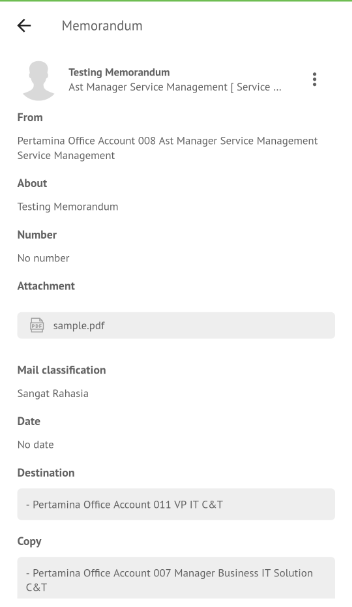 Memorandum
Testing Memorandum
Ast Manager Service Management [ Service ...
From
Pertamina Office Account 008 Ast Manager Service Management
Service Management
About
Testing Memorandum
Number
No number
Attachment
PDF
sample.pdf
Mail classification
Sangat Rahasia
Date
No date
Destination
- Pertamina Office Account 011 VP IT C&T
Copy
- Pertamina Office Account 007 Manager Business IT Solution
C&T